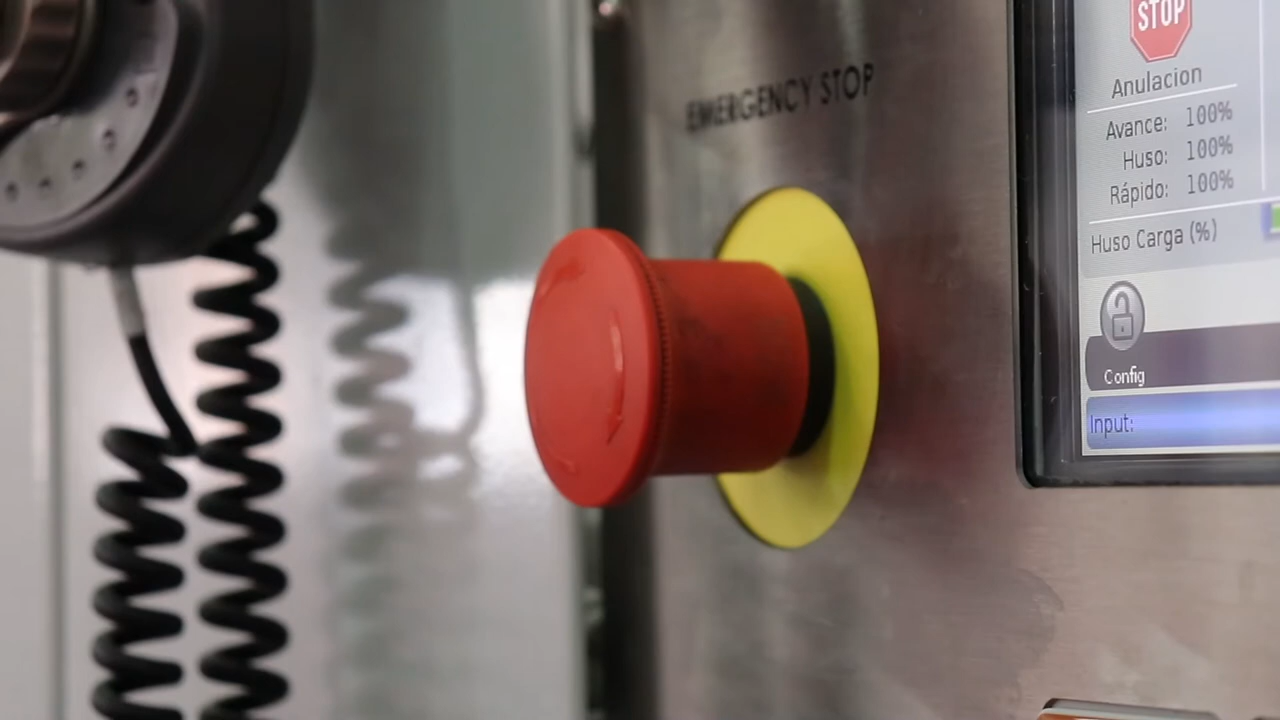 EMERGENCY STOP
STOP
Anulacion
Avance: 100%
Huso: 100%
Rápido: 100%
Huso Carga (%)
Config
Input: